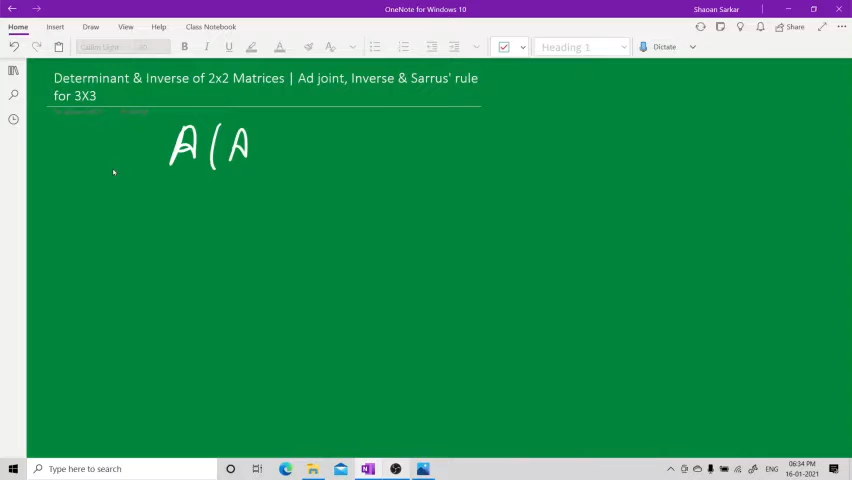 OneNote for Windows 10
Shaoan Sarkar
Home Insert Draw View Help Class Notebook
Share
Calibri Light
B I U A
Heading 1
Dictate
Determinant & Inverse of 2x2 Matrices | Ad joint, Inverse & Sarrus' rule
for 3X3
A(A
Type here to search
ENG
06:34 PM
16-01-2021